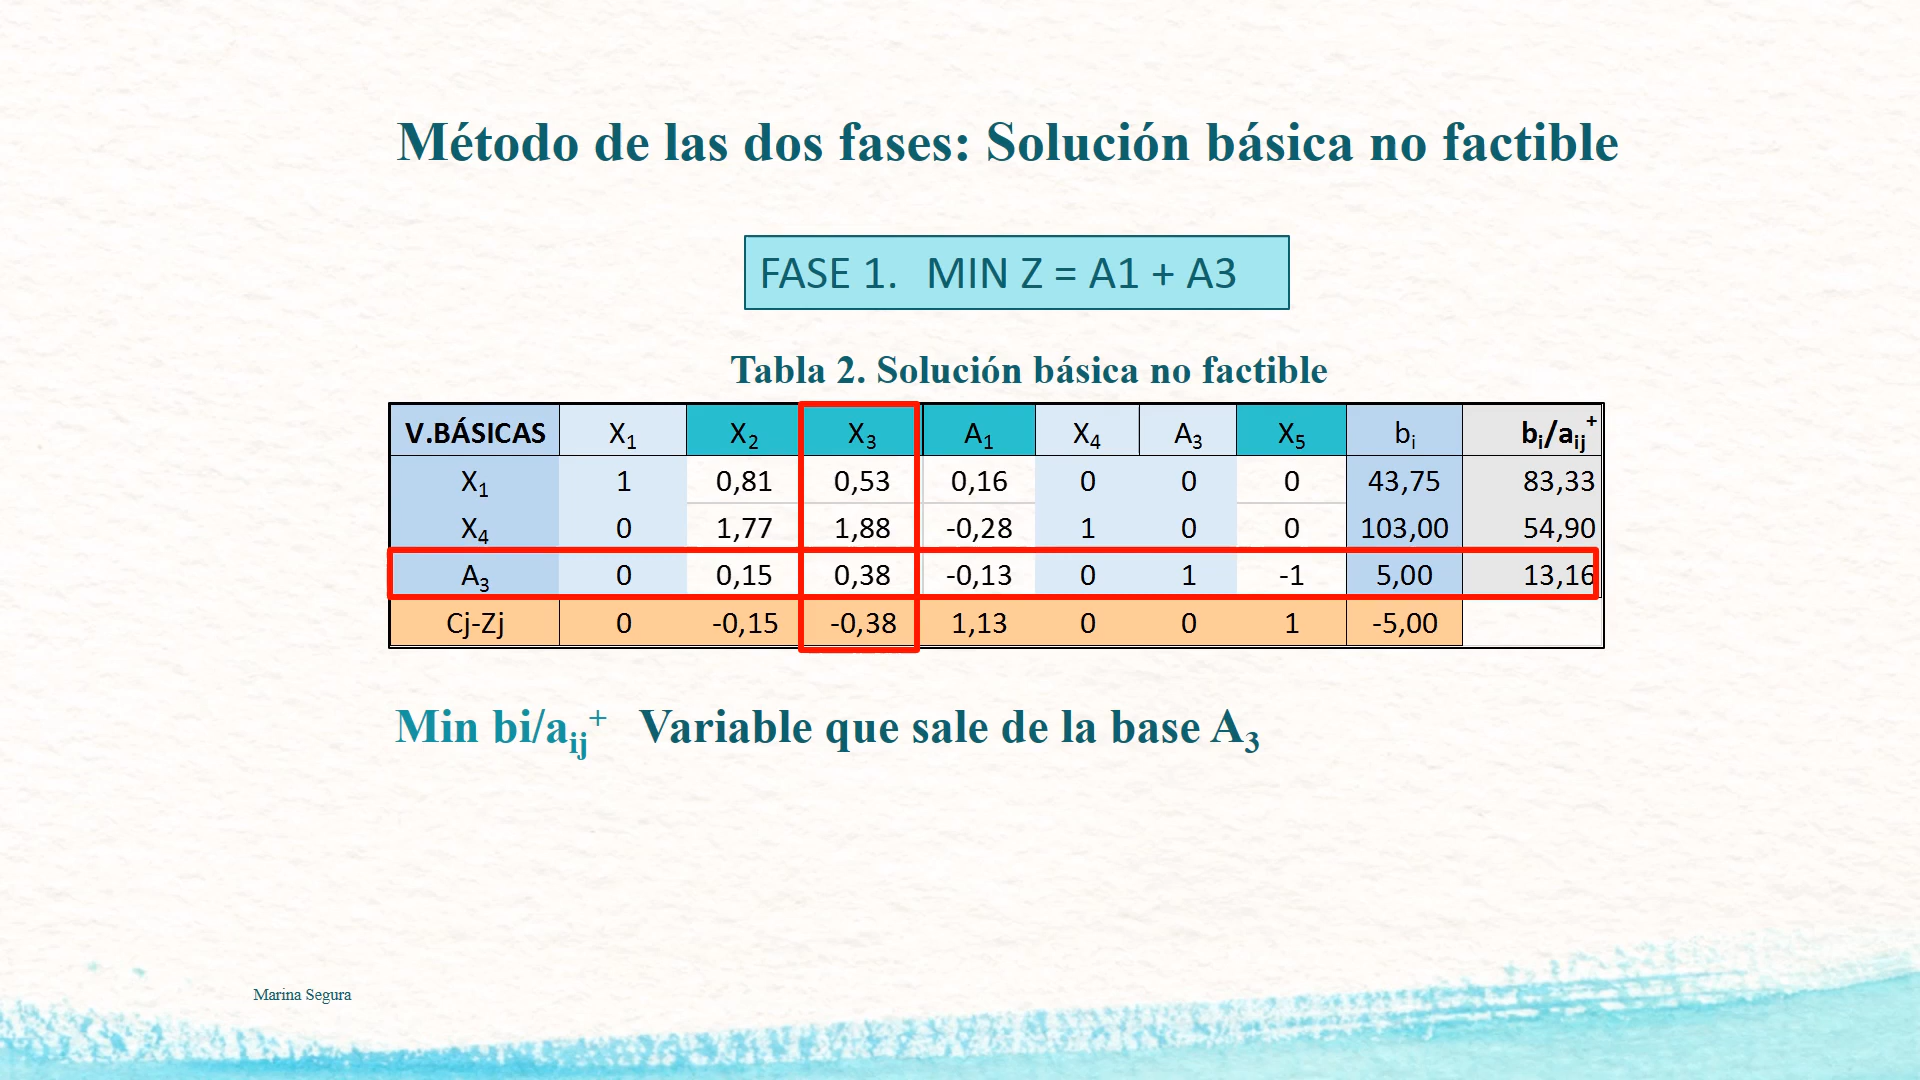 Método de las dos fases: Solución básica no factible
FASE 1. MIN Z = A1 + A3
Tabla 2. Solución básica no factible
V.BÁSICAS X₁ X₂ X₃ A₁ X₄ A₃ X₅ bᵢ bᵢ/aᵢⱼ⁺
X₁ 1 0,81 0,53 0,16 0 0 0 43,75 83,33
X₄ 0 1,77 1,88 -0,28 1 0 0 103,00 54,90
A₃ 0 0,15 0,38 -0,13 0 1 -1 5,00 13,16
Cj-Zj 0 -0,15 -0,38 1,13 0 0 1 -5,00
Min bi/aᵢⱼ⁺ Variable que sale de la base A₃
Marina Segura